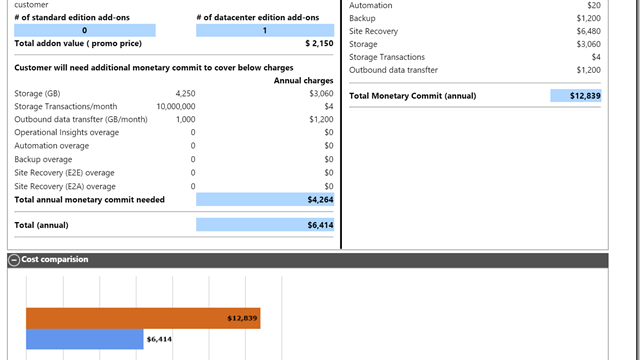 customer
# of standard edition add-ons # of datacenter edition add-ons
0 1
Total addon value ( promo price) $ 2,150
Customer will need additional monetary commit to cover below charges
Annual charges
Storage (GB) 4,250 $3,060
Storage Transactions/month 10,000,000 $4
Outbound data transfter (GB/month) 1,000 $1,200
Operational Insights overage 0 $0
Automation overage 0 $0
Backup overage 0 $0
Site Recovery (E2E) overage 0 $0
Site Recovery (E2A) overage 0 $0
Total annual monetary commit needed $4,264
Total (annual) $6,414
Automation $20
Backup $1,200
Site Recovery $6,480
Storage $3,060
Storage Transactions $4
Outbound data transfter $1,200
Total Monetary Commit (annual) $12,839
Cost comparision
$12,839
$6,414